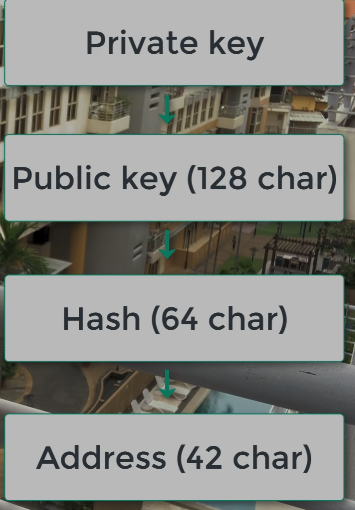 Private key
Public key (128 char)
Hash (64 char)
Address (42 char)